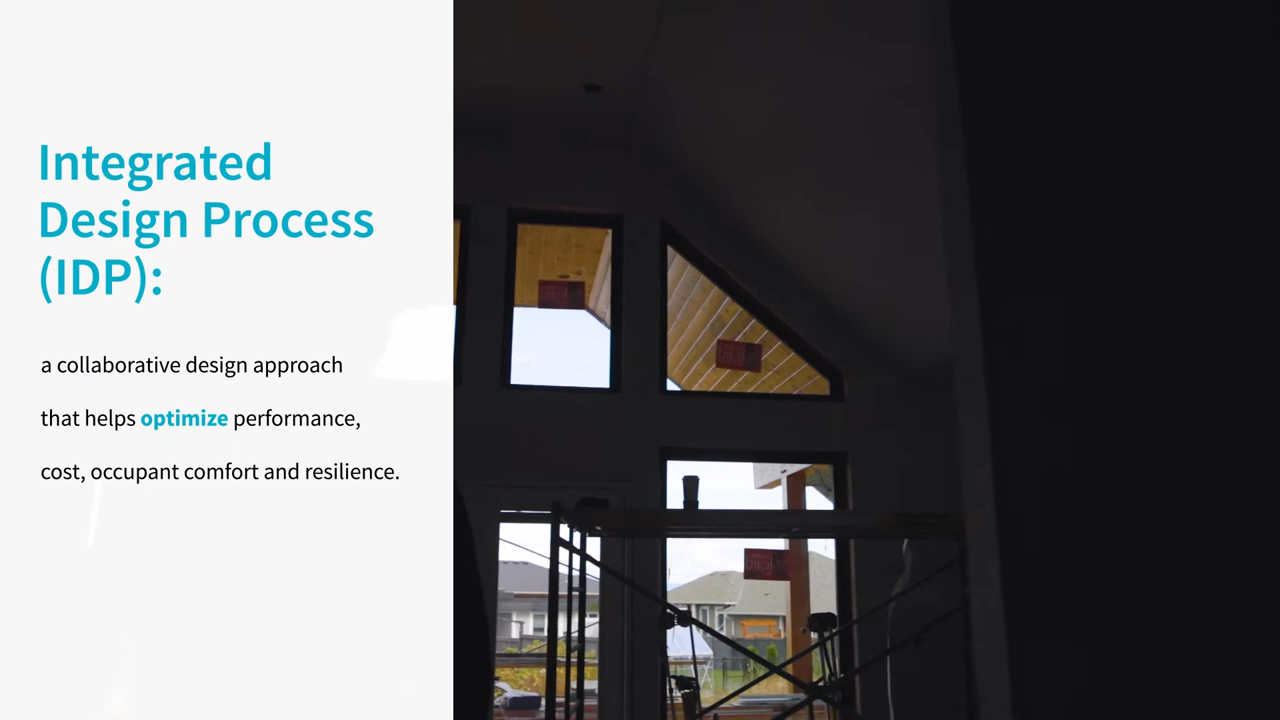 Integrated
Design Process
(IDP):
a collaborative design approach
that helps optimize performance,
cost, occupant comfort and resilience.